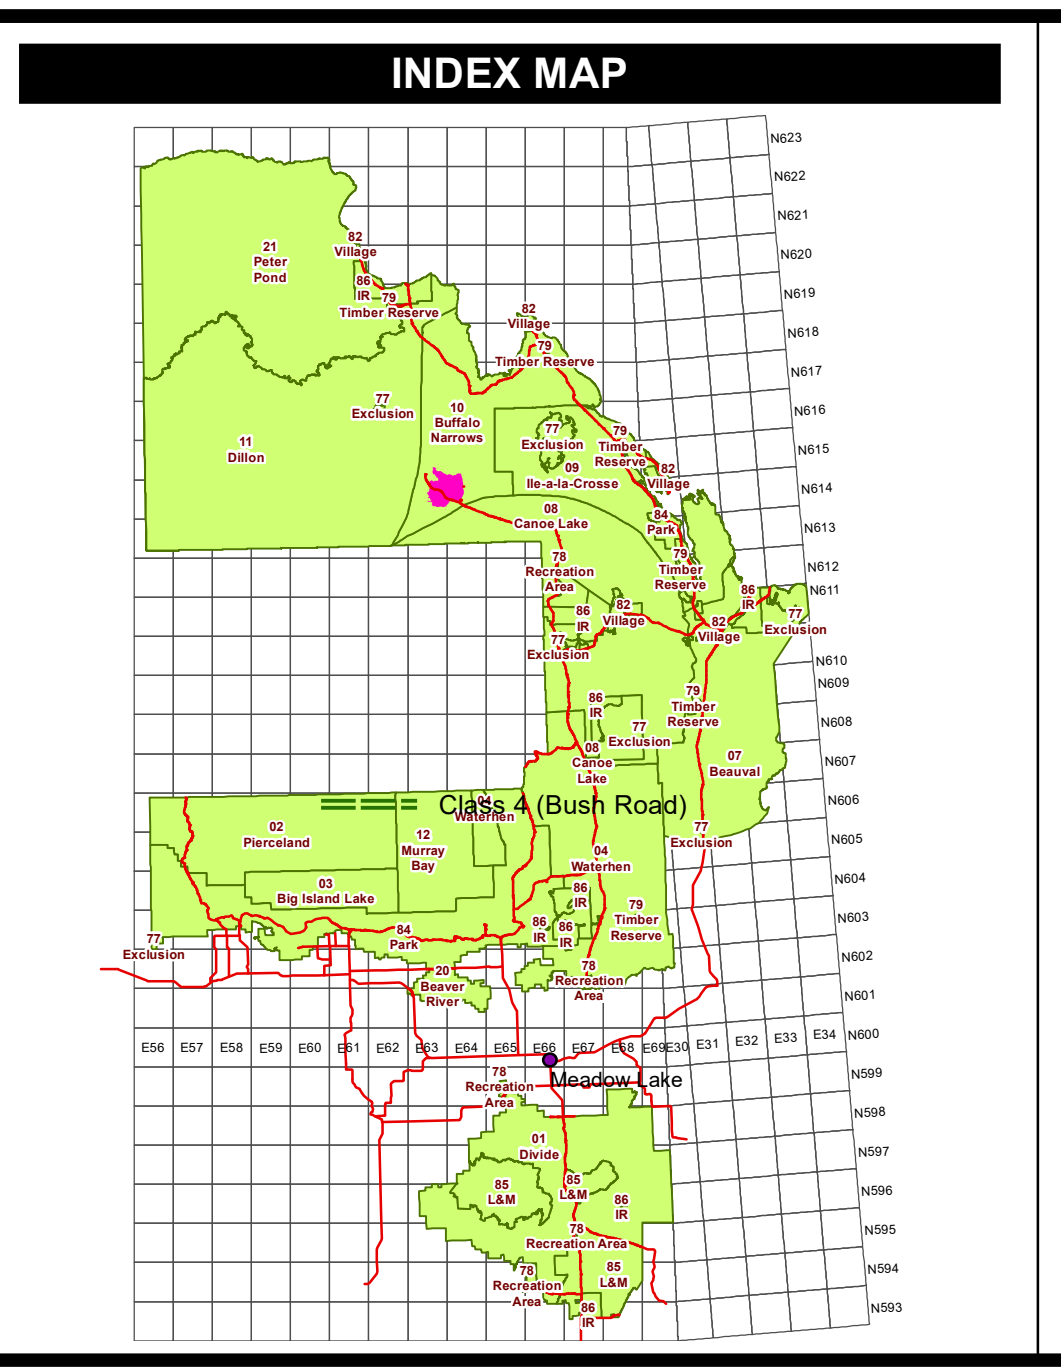 INDEX MAP
N623
N622
N621
N620
N619
N618
N617
N616
N615
N614
N613
N612
N611
N610
N609
N608
N607
N606
N605
N604
N603
N602
N601
N600
N599
N598
N597
N596
N595
N594
N593
21
Peter
Pond
82
Village
86
IR
79
Timber Reserve
82
Village
79
Timber Reserve
77
Exclusion
10
Buffalo
Narrows
11
Dillon
77
Exclusion
79
Timber
Reserve
09
Ile-a-la-Crosse
82
Village
08
Canoe Lake
84
Park
78
Recreation
Area
79
Timber
Reserve
86
IR
82
Village
86
IR
77
Exclusion
82
Village
77
Exclusion
86
IR
79
Timber
Reserve
77
Exclusion
08
Canoe
Lake
07
Beauval
04
Waterhen
Class 4 (Bush Road)
02
Pierceland
12
Murray
Bay
77
Exclusion
04
Waterhen
03
Big Island Lake
86
IR
79
Timber
Reserve
84
Park
86
IR
86
IR
77
Exclusion
20
Beaver
River
78
Recreation
Area
E56 E57 E58 E59 E60 E61 E62 E63 E64 E65 E66 E67 E68 E69 E30 E31 E32 E33 E34
Meadow Lake
78
Recreation
Area
01
Divide
85
L&M
85
L&M
86
IR
78
Recreation Area
78
Recreation
Area
85
L&M
86
IR